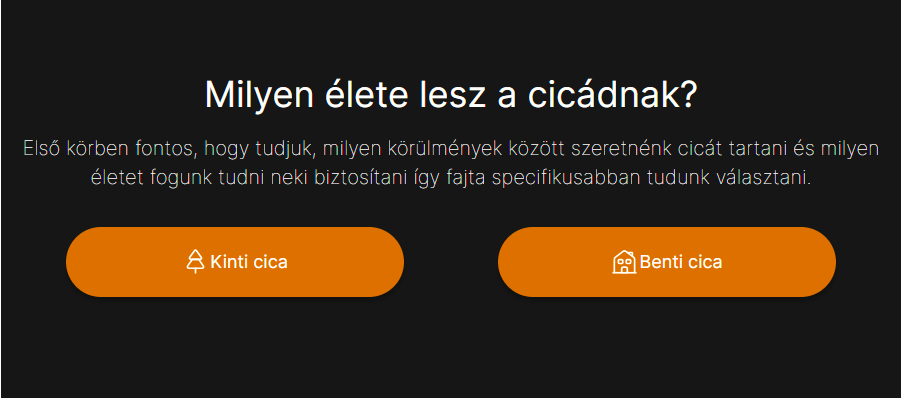 Milyen élete lesz a cicádnak?
Első körben fontos, hogy tudjuk, milyen körülmények között szeretnénk cicát tartani és milyen
életet fogunk tudni neki biztosítani így fajta specifikusabban tudunk választani.
Kinti cica
Benti cica